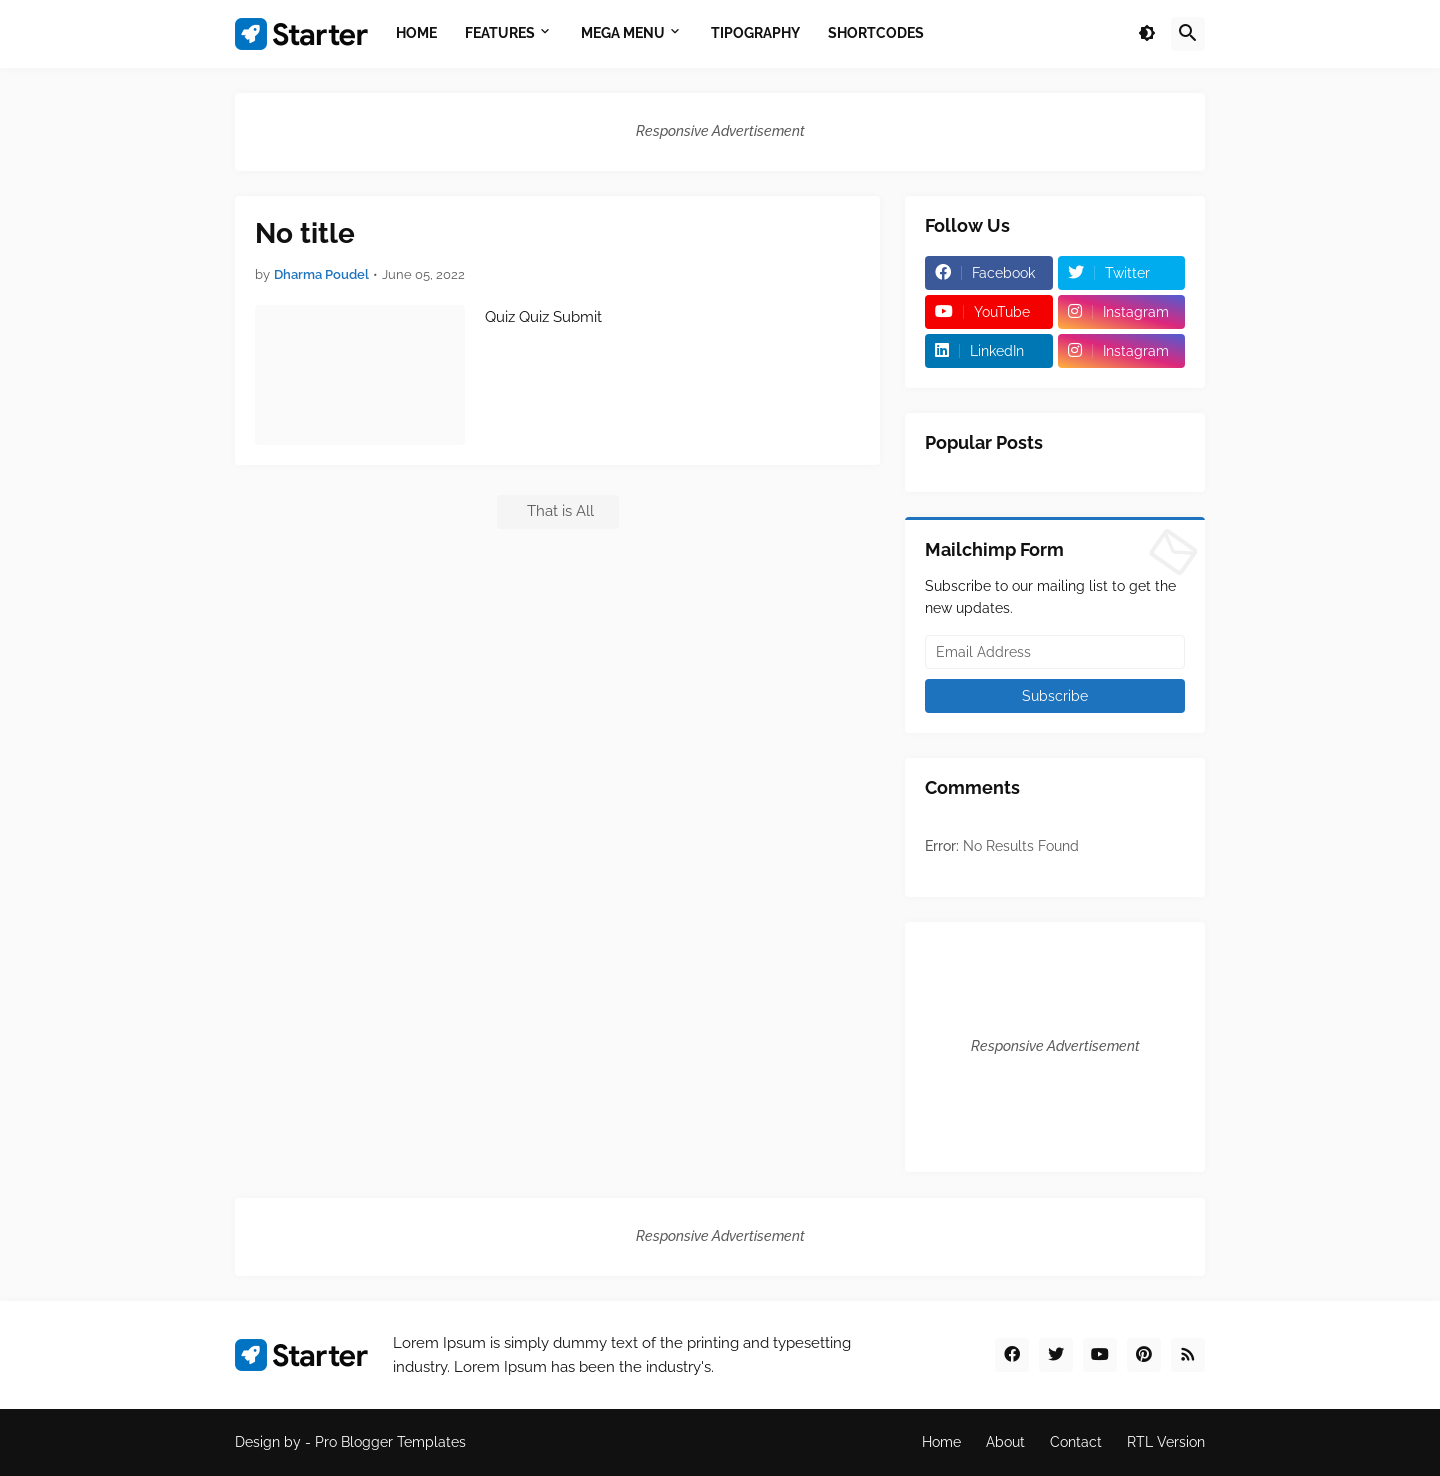 Starter
HOME
FEATURES
MEGA MENU
TIPOGRAPHY
SHORTCODES
Responsive Advertisement
No title
by Dharma Poudel • June 05, 2022
Quiz Quiz Submit
That is All
Follow Us
Facebook
Twitter
YouTube
Instagram
LinkedIn
Instagram
Popular Posts
Mailchimp Form
Subscribe to our mailing list to get the
new updates.
Email Address
Subscribe
Comments
Error: No Results Found
Responsive Advertisement
Responsive Advertisement
Starter
Lorem Ipsum is simply dummy text of the printing and typesetting
industry. Lorem Ipsum has been the industry's.
Design by - Pro Blogger Templates
Home
About
Contact
RTL Version